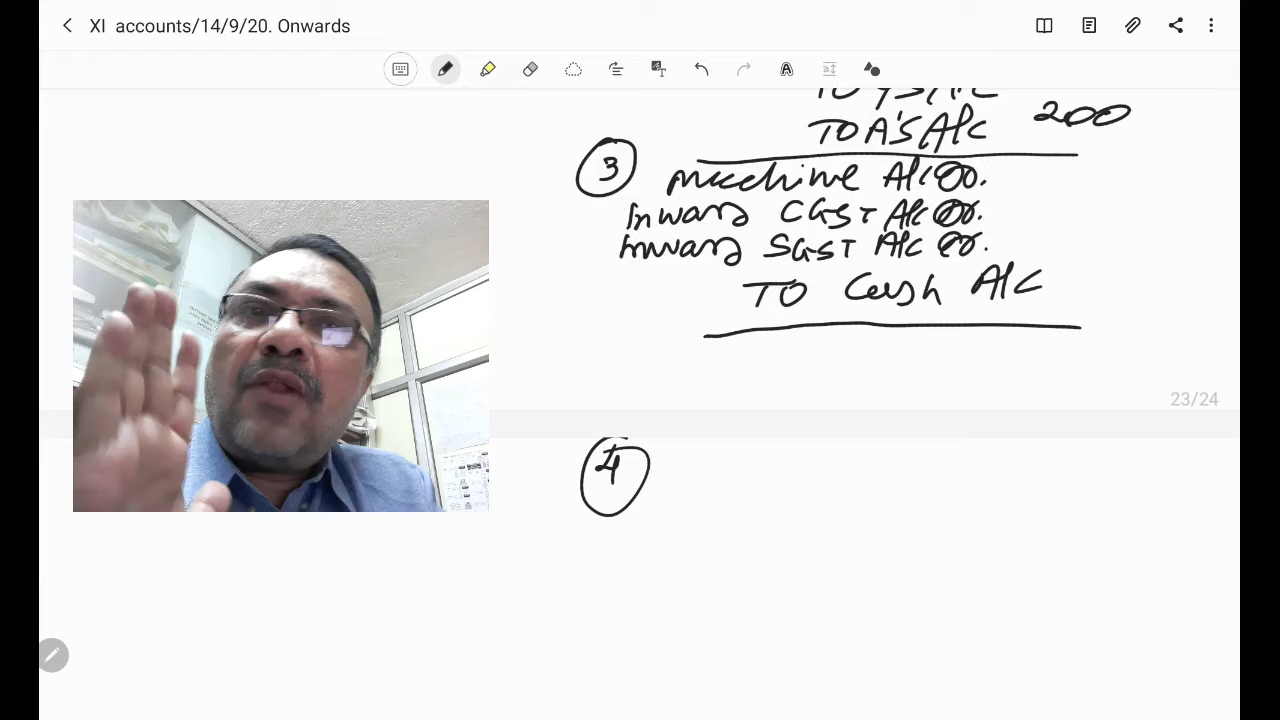 XI accounts/14/9/20. Onwards
TO A'S A/c 200
3
machine A/c Dr.
Inward CGST A/c Dr.
Inward SGST A/c Dr.
TO Cash A/c
23/24
4